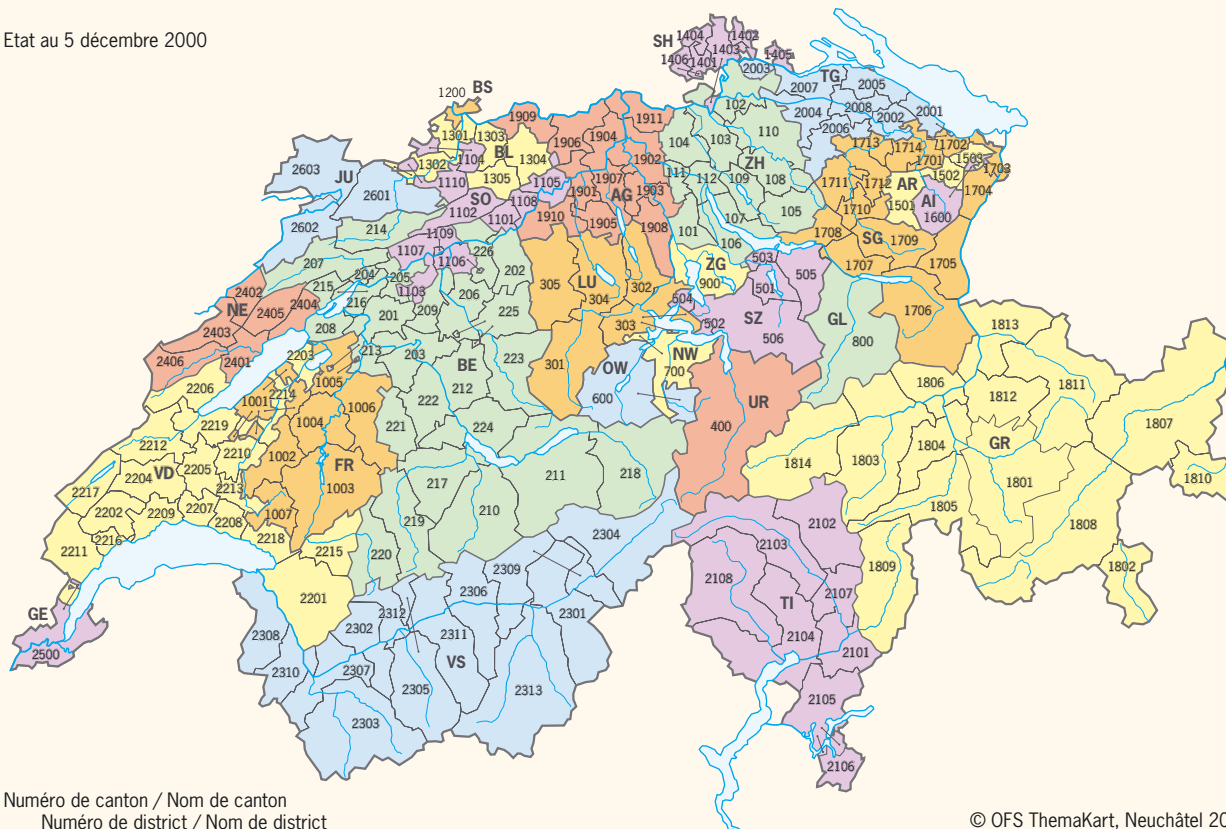 Etat au 5 décembre 2000
SH 1404 1402
1403
1406 1401 1405
2003
TG
2007 2005
2004 2008 2001
2002
2006
1200 BS
1909 1911
1301 1303
1906 1904
102
103 110
104
ZH
1302 1104 BL 1304
1902
1305
1110 1105
1907
111 112 109 108
2603 JU
2601
2602
SO
1102 1101 1108
1901 AG 1903
1910 1905 1908
107 105
101 106
1713 1714 1702
1701 1503 1703
1711 1712 AR 1502 1704
1710 1501 AI
1600
1708 SG 1709
1707 1705
1706
214
1109
1107 1106 226
207
204 205
1103
215
216
202
206
201 209 225
208
203
213
BE
223
212
222
221 224
217
211 218
219 210
220
305 LU 302
304
303
301
ZG
900
503 505
501
504
502 SZ
506
GL
800
NW
700
OW
600
UR
400
2402
NE 2404
2405
2403
2406 2401
2206
2203
2214 1005
1001
1004 1006
1002 FR
1003
1007
2219
2212 2210
2204 VD 2205
2217 2213
2202 2209 2207 2208
2216 2218
2211 2215
2201
GE
2500
1813
1806 1811
1812
1807
GR
1804
1803
1814 1801
1810
1805 1808
1809 1802
2304
2309
2306 2301
2312
2308 2302 2311
2310 2307 VS
2305 2313
2303
2102
2103
2108 TI 2107
2104
2101
2105
2106
Numéro de canton / Nom de canton
Numéro de district / Nom de district
© OFS ThemaKart, Neuchâtel 20